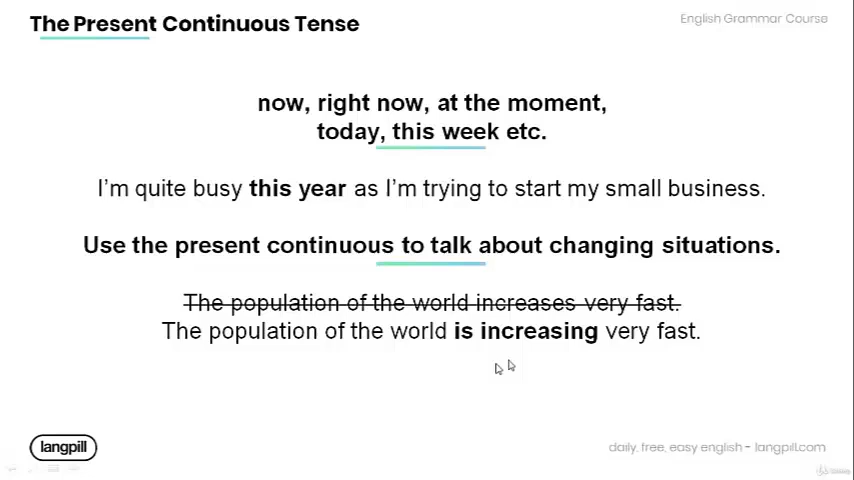 The Present Continuous Tense
English Grammar Course
now, right now, at the moment,
today, this week etc.
I'm quite busy this year as I'm trying to start my small business.
Use the present continuous to talk about changing situations.
The population of the world increases very fast.
The population of the world is increasing very fast.
langpill
daily, free, easy english - langpill.com